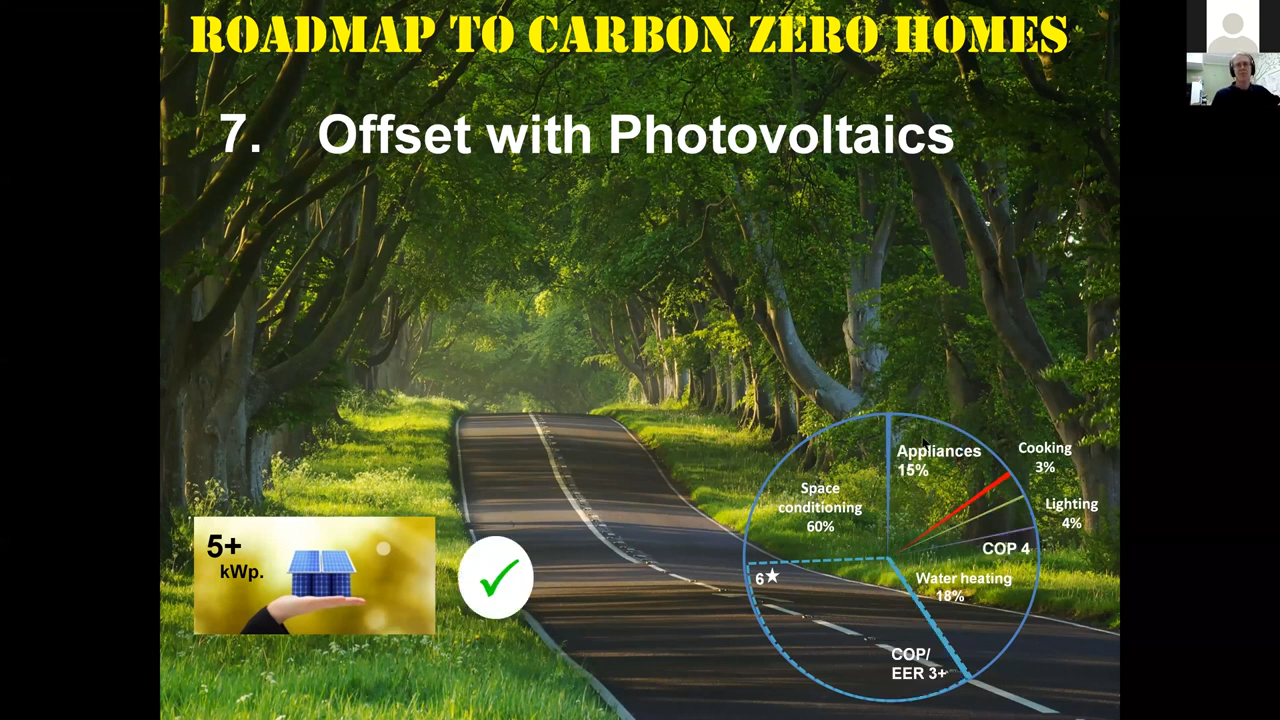 ROADMAP TO CARBON ZERO HOMES
7. Offset with Photovoltaics
Appliances
15%
Cooking
3%
Space
conditioning
60%
Lighting
4%
5+
kWp.
COP 4
6★
Water heating
18%
COP/
EER 3+